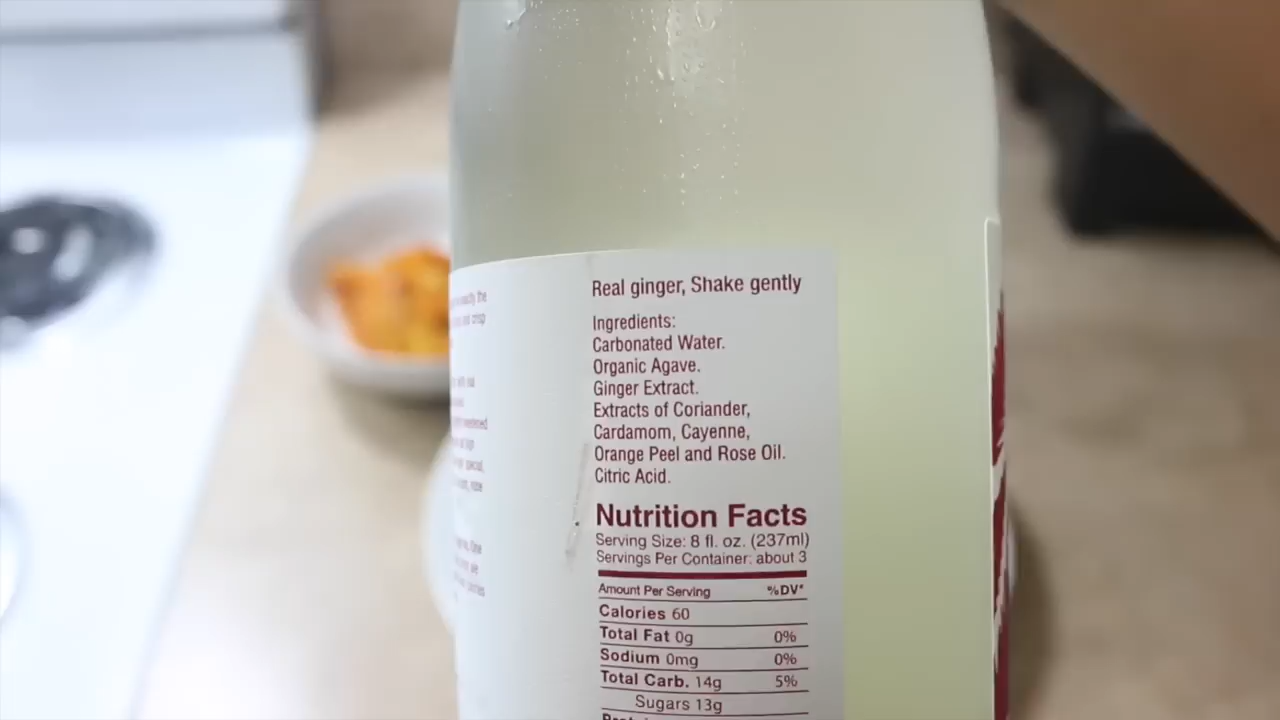 Real ginger, Shake gently
Ingredients:
Carbonated Water.
Organic Agave.
Ginger Extract.
Extracts of Coriander,
Cardamom, Cayenne,
Orange Peel and Rose Oil.
Citric Acid.
Nutrition Facts
Serving Size: 8 fl. oz. (237ml)
Servings Per Container: about 3
Amount Per Serving %DV*
Calories 60
Total Fat 0g 0%
Sodium 0mg 0%
Total Carb. 14g 5%
Sugars 13g